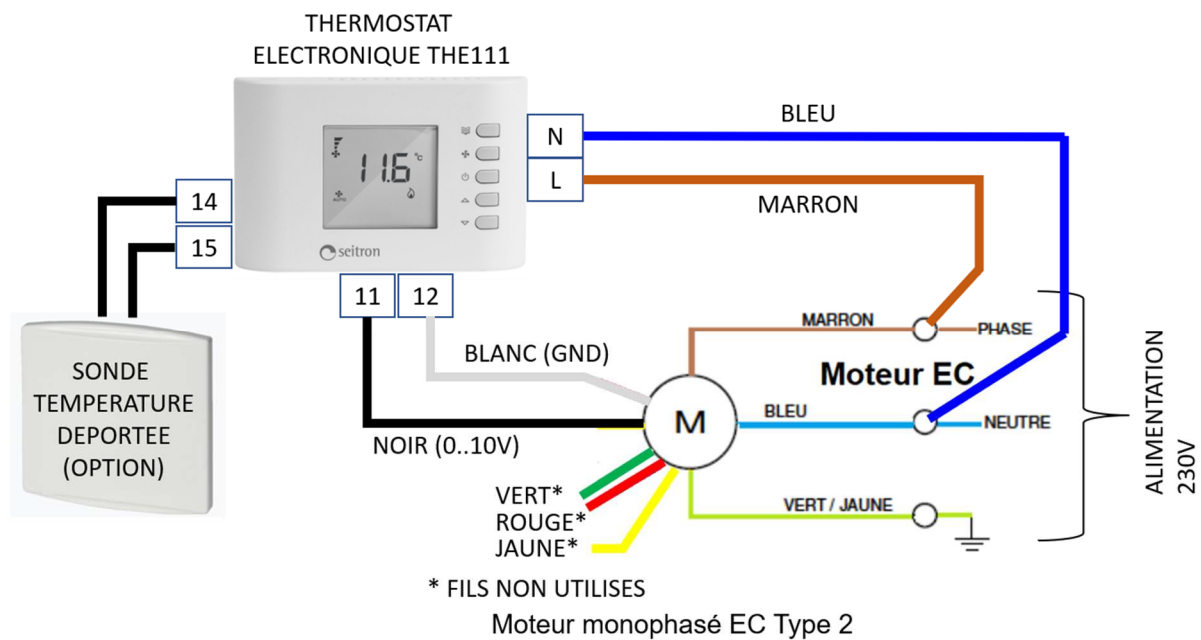 THERMOSTAT
ELECTRONIQUE THE111
BLEU
N
L
MARRON
11.6 °C
AUTO
seitron
14
15
11
12
SONDE
TEMPERATURE
DEPORTEE
(OPTION)
BLANC (GND)
NOIR (0..10V)
MARRON
PHASE
Moteur EC
M
BLEU
NEUTRE
VERT / JAUNE
ALIMENTATION
230V
VERT*
ROUGE*
JAUNE*
* FILS NON UTILISES
Moteur monophasé EC Type 2